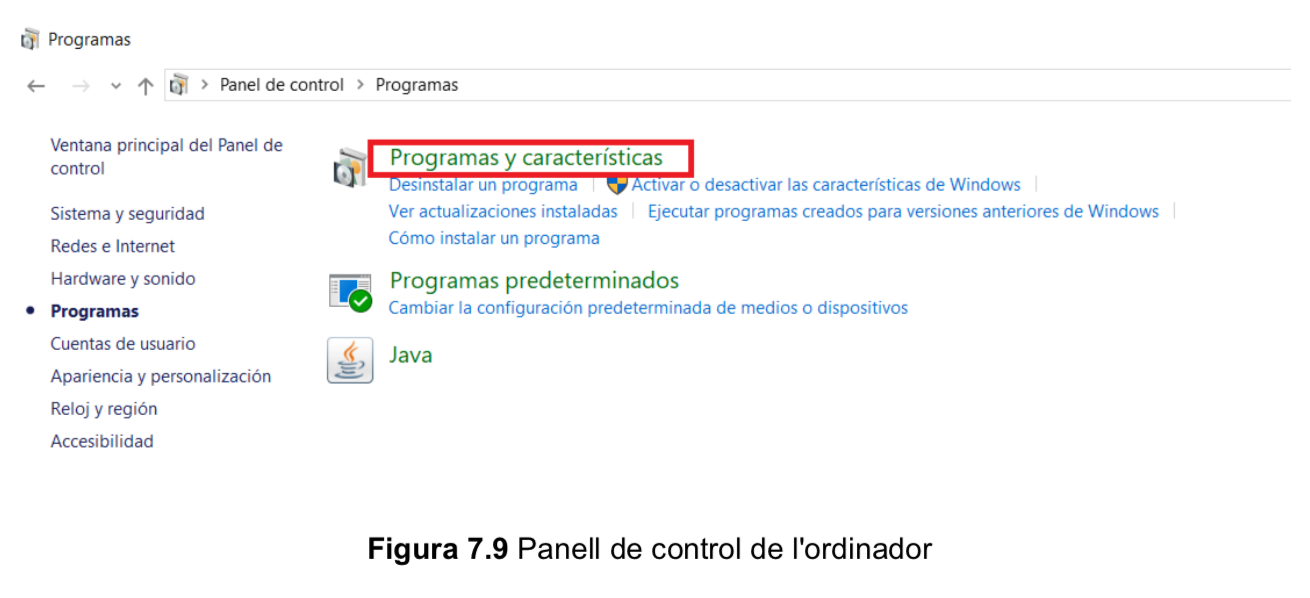 Programas
Panel de control > Programas
Ventana principal del Panel de
control
Sistema y seguridad
Redes e Internet
Hardware y sonido
Programas
Cuentas de usuario
Apariencia y personalización
Reloj y región
Accesibilidad
Programas y características
Desinstalar un programa | Activar o desactivar las características de Windows |
Ver actualizaciones instaladas | Ejecutar programas creados para versiones anteriores de Windows |
Cómo instalar un programa
Programas predeterminados
Cambiar la configuración predeterminada de medios o dispositivos
Java
Figura 7.9 Panell de control de l'ordinador